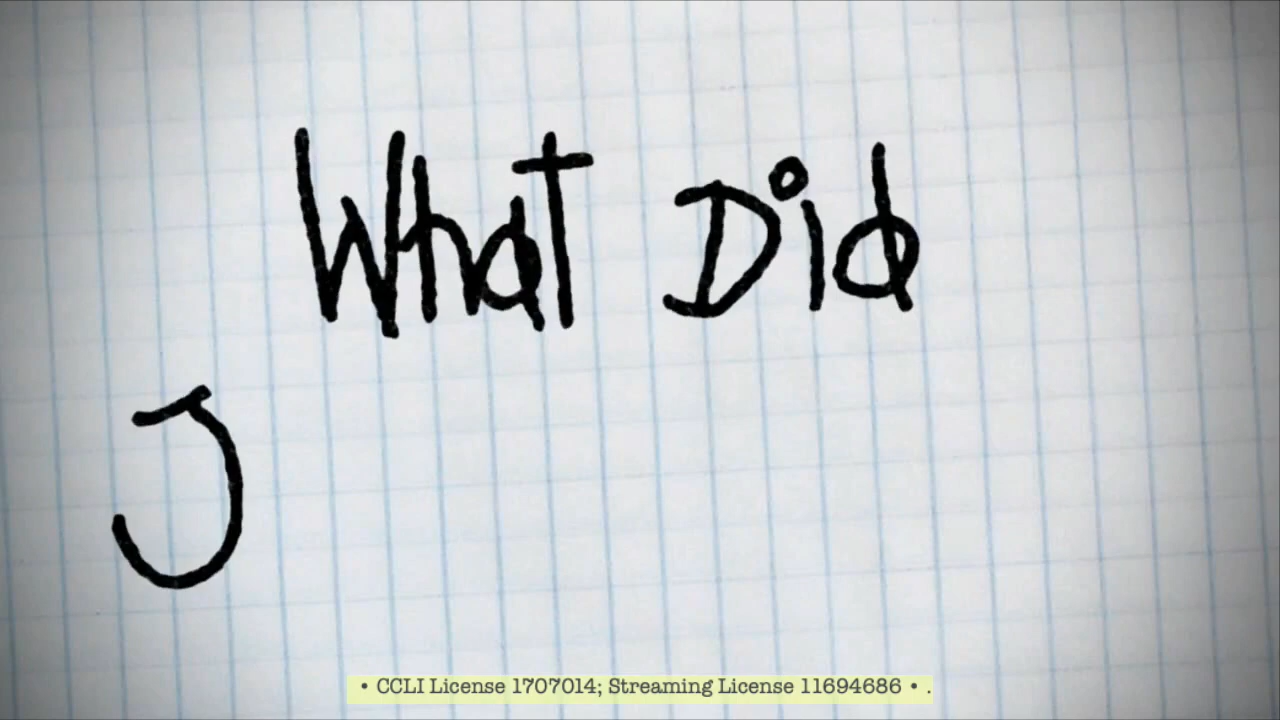 What Did
J
• CCLI License 1707014; Streaming License 11694686 • .